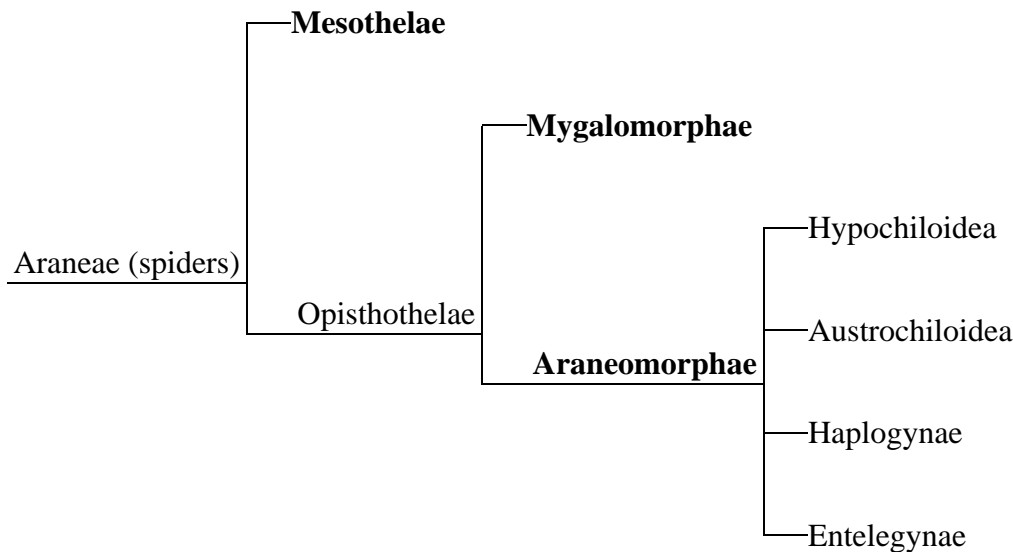 Mesothelae
Mygalomorphae
Hypochiloidea
Araneae (spiders)
Opisthothelae
Austrochiloidea
Araneomorphae
Haplogynae
Entelegynae